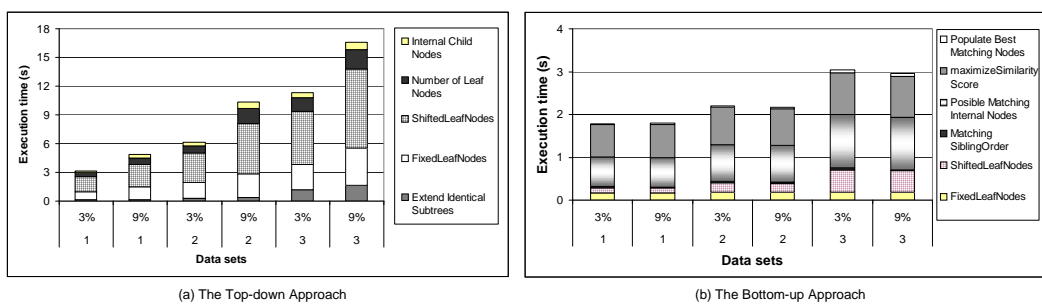 18
15
12
9
6
3
0
Execution time (s)
3%
9%
3%
9%
3%
9%
1
1
2
2
3
3
Data sets
Internal Child
Nodes
Number of Leaf
Nodes
ShiftedLeafNodes
FixedLeafNodes
Extend Identical
Subtrees
(a) The Top-down Approach
4
3
2
1
0
Execution time (s)
3%
9%
3%
9%
3%
9%
1
1
2
2
3
3
Data sets
Populate Best
Matching Nodes
maximizeSimilarity
Score
Posible Matching
Internal Nodes
Matching
SiblingOrder
ShiftedLeafNodes
FixedLeafNodes
(b) The Bottom-up Approach